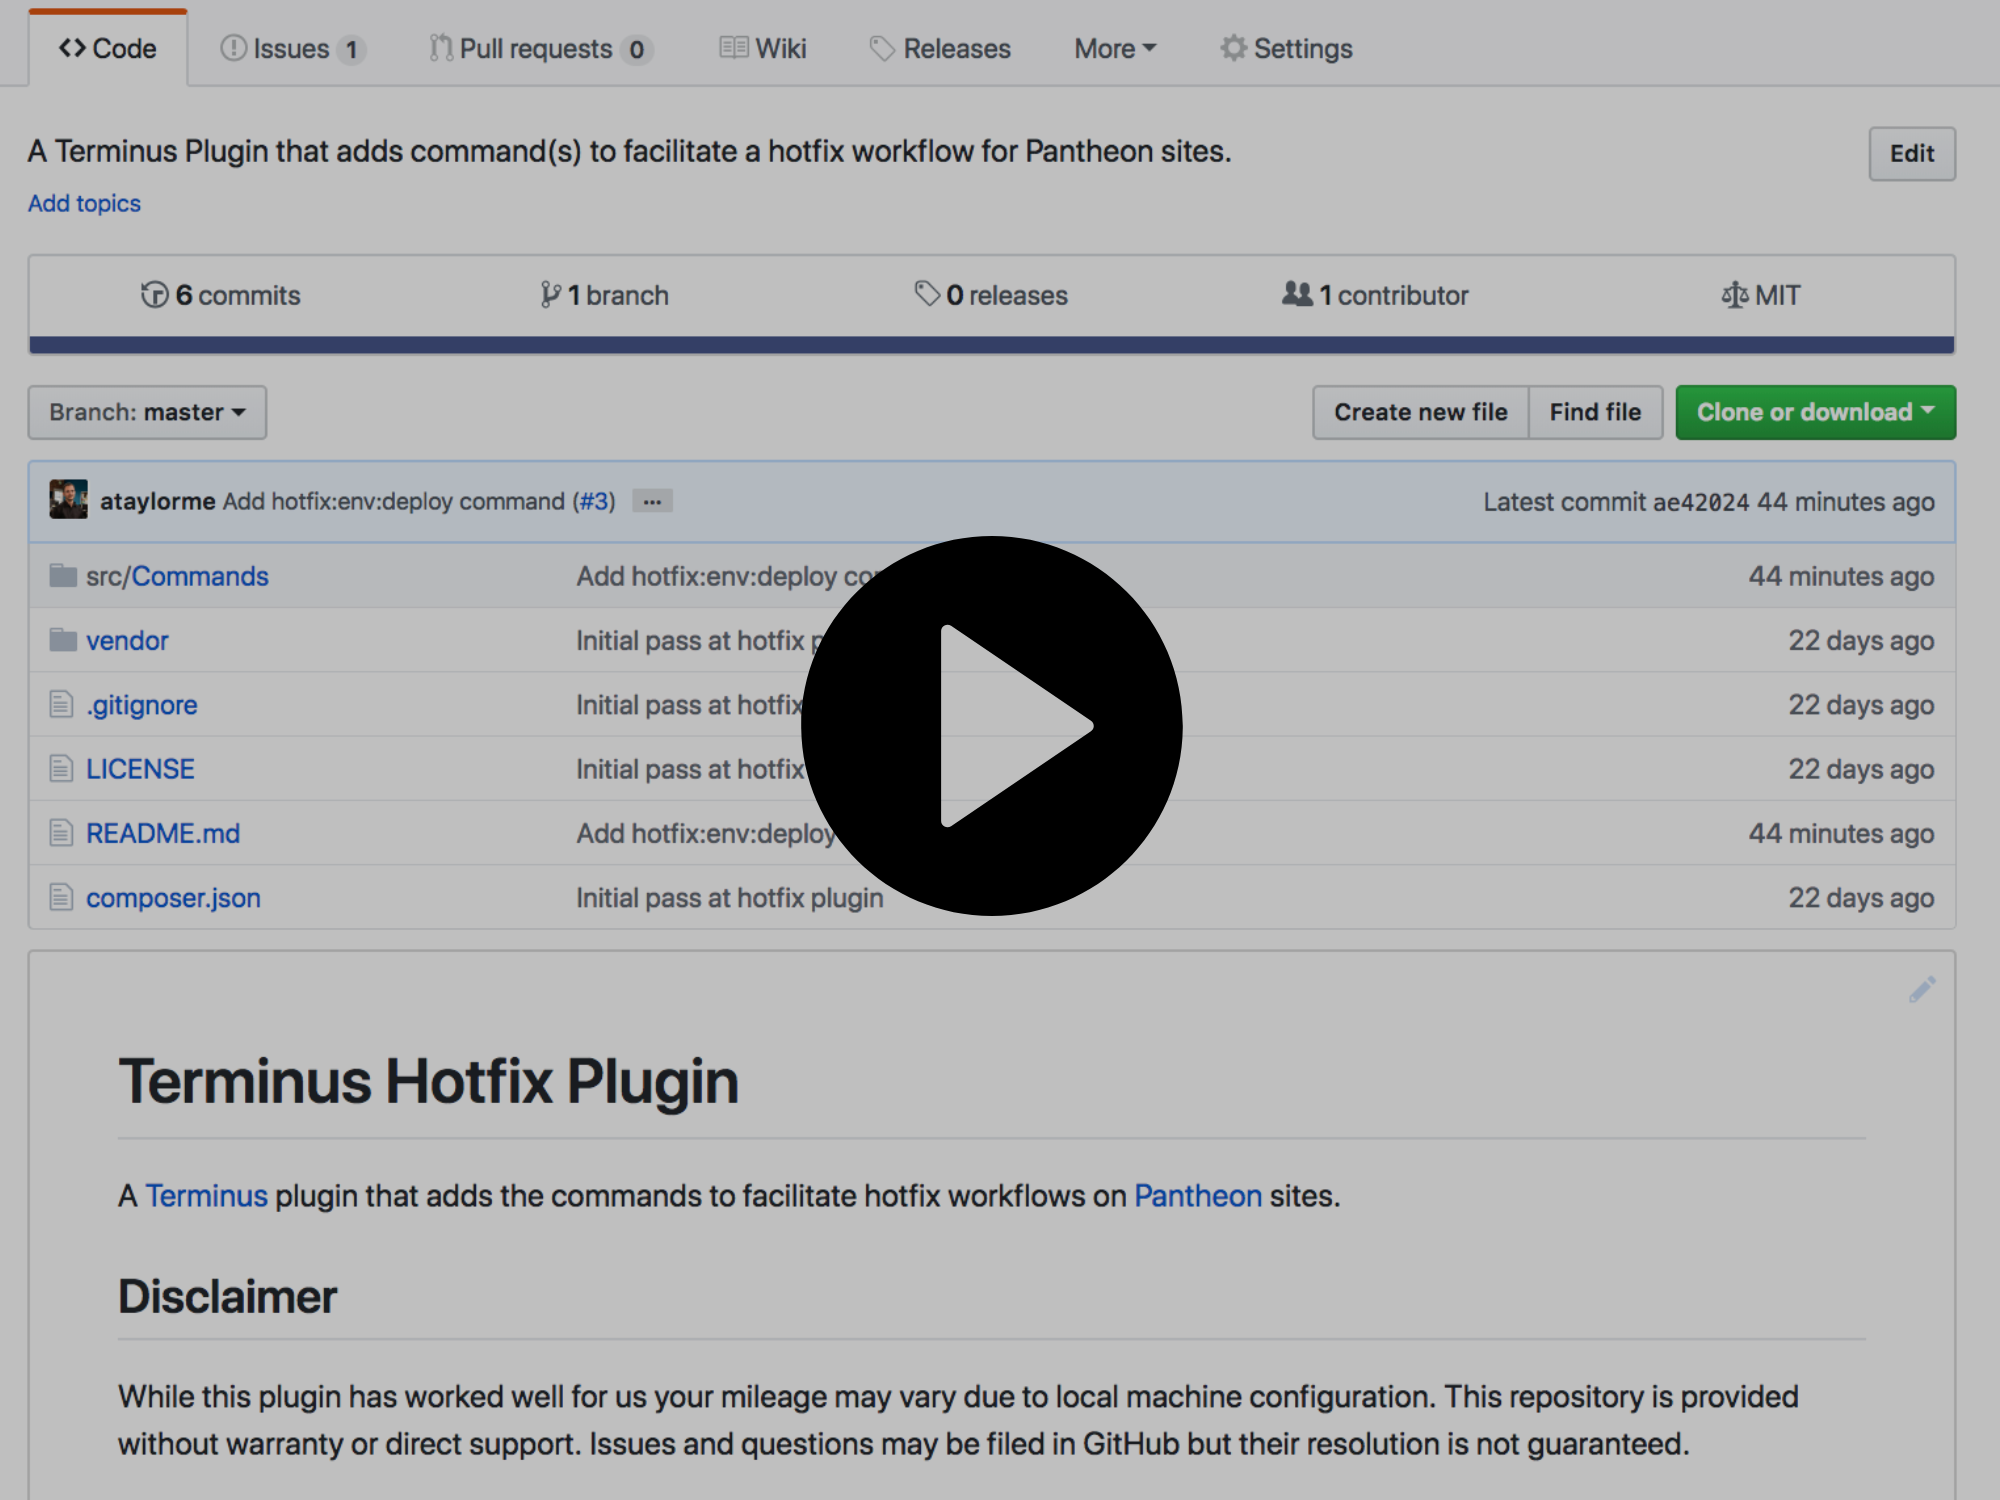 Code Issues 1 Pull requests 0 Wiki Releases More Settings
A Terminus Plugin that adds command(s) to facilitate a hotfix workflow for Pantheon sites. Edit
Add topics
6 commits 1 branch 0 releases 1 contributor MIT
Branch: master Create new file Find file Clone or download
ataylorme Add hotfix:env:deploy command (#3) ... Latest commit ae42024 44 minutes ago
src/Commands Add hotfix:env:deploy 44 minutes ago
vendor Initial pass at hotfix 22 days ago
.gitignore Initial pass at hotfix 22 days ago
LICENSE Initial pass at hotfix 22 days ago
README.md Add hotfix:env:deploy 44 minutes ago
composer.json Initial pass at hotfix plugin 22 days ago
Terminus Hotfix Plugin
A Terminus plugin that adds the commands to facilitate hotfix workflows on Pantheon sites.
Disclaimer
While this plugin has worked well for us your mileage may vary due to local machine configuration. This repository is provided
without warranty or direct support. Issues and questions may be filed in GitHub but their resolution is not guaranteed.